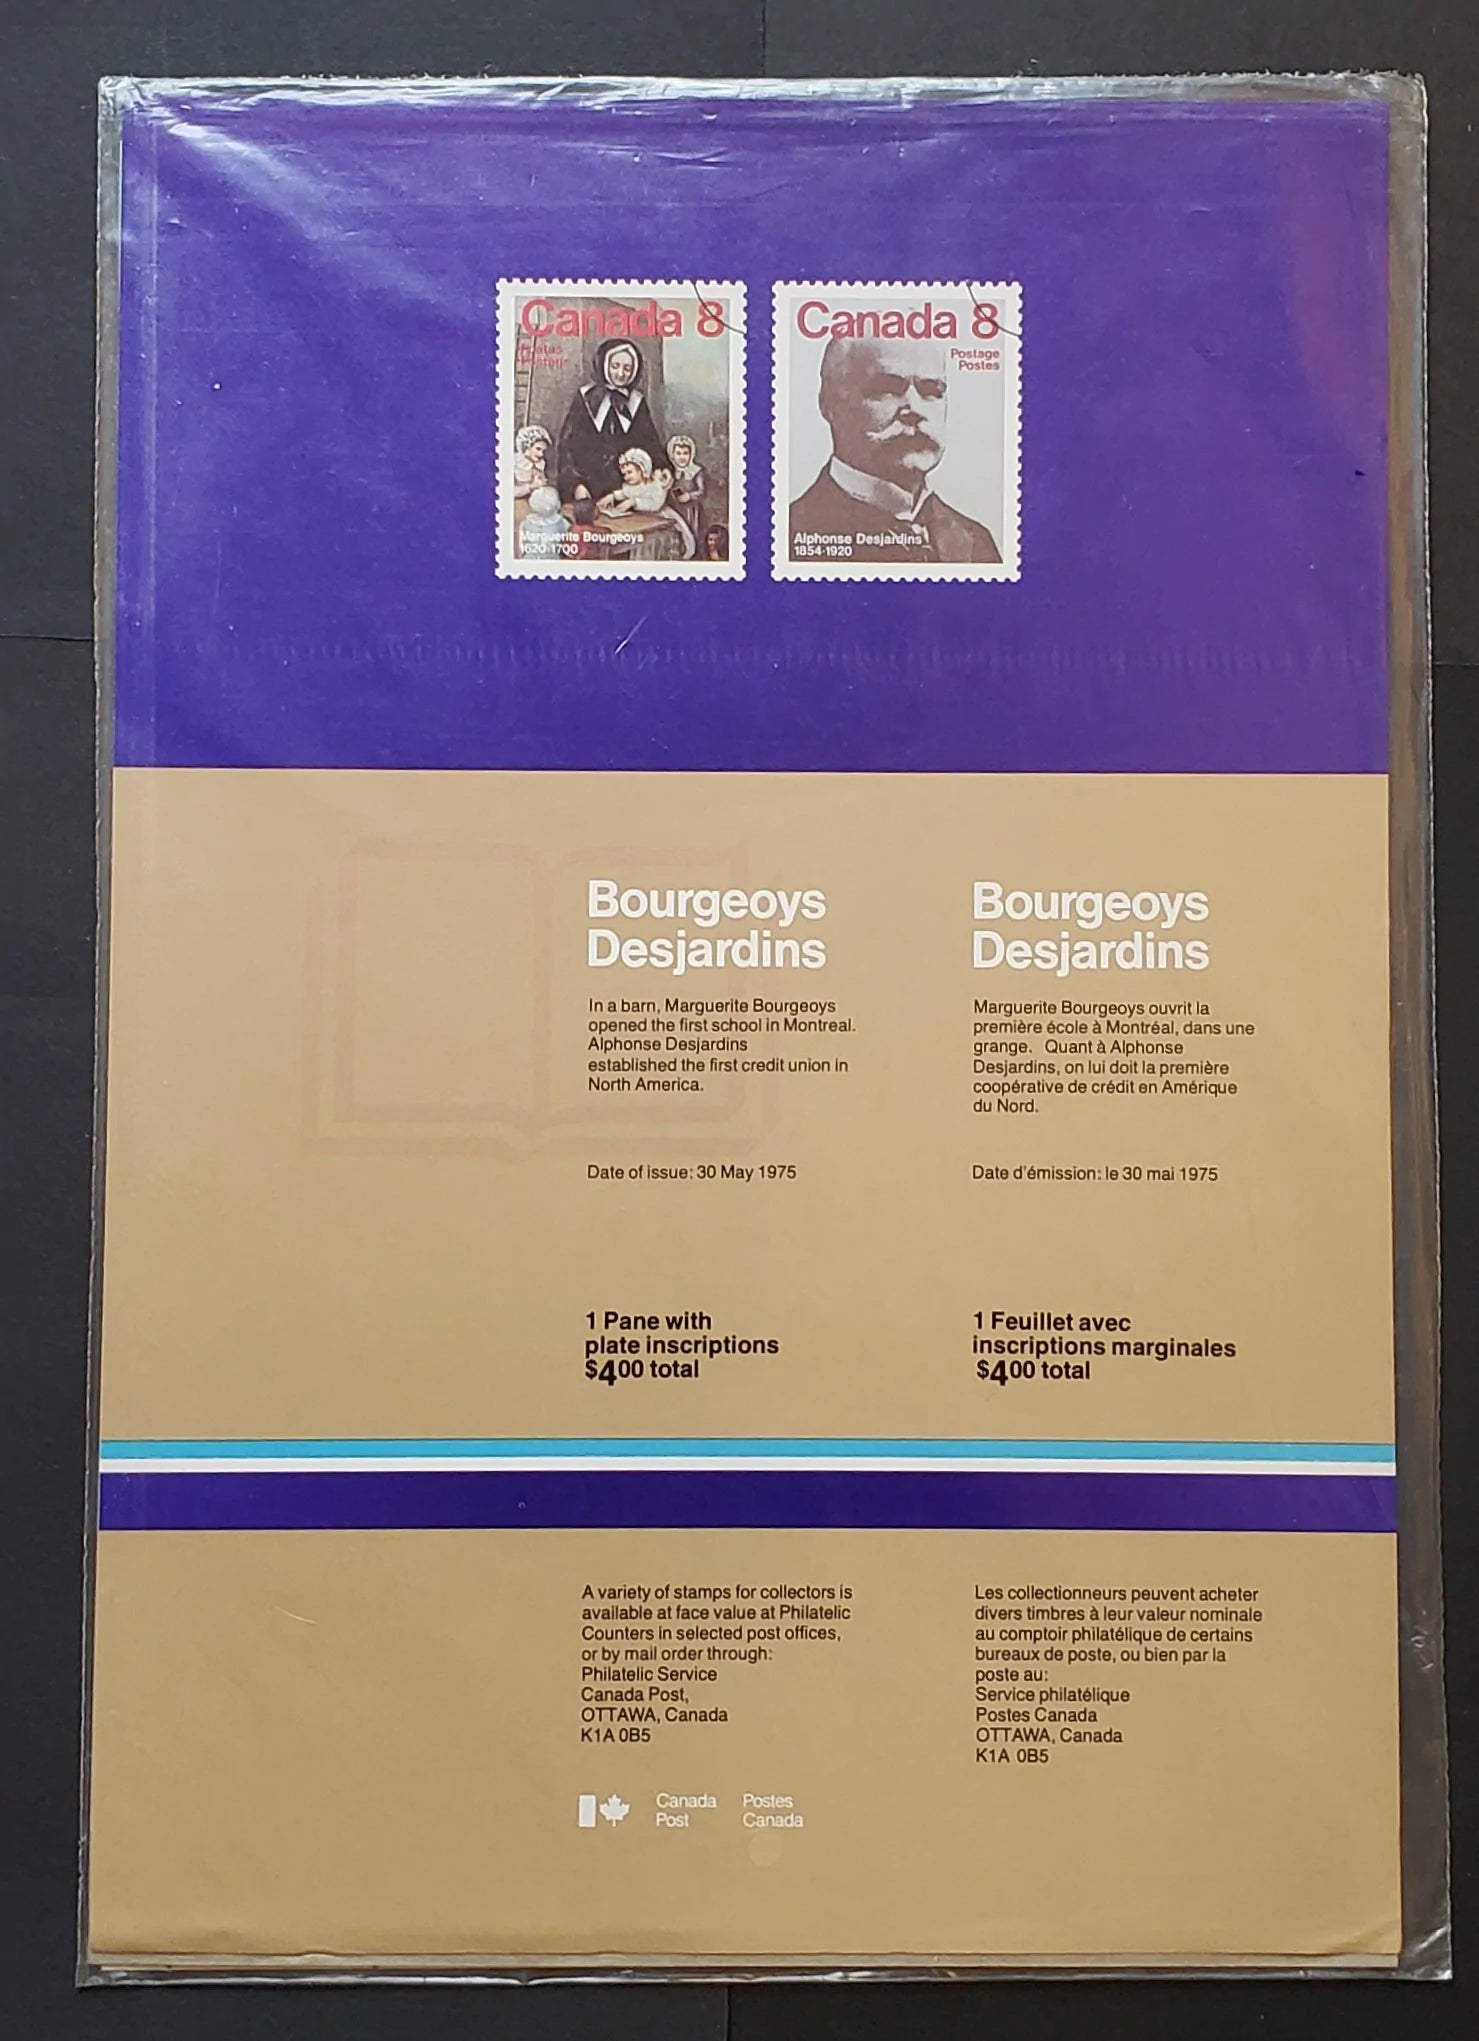 Canada 8
Postes
Postage
Marguerite Bourgeoys
1620-1700
Canada 8
Postage
Postes
Alphonse Desjardins
1854-1920
Bourgeoys
Desjardins
In a barn, Marguerite Bourgeoys
opened the first school in Montreal.
Alphonse Desjardins
established the first credit union in
North America.
Date of issue: 30 May 1975
1 Pane with
plate inscriptions
$4.00 total
Bourgeoys
Desjardins
Marguerite Bourgeoys ouvrit la
première école à Montréal, dans une
grange. Quant à Alphonse
Desjardins, on lui doit la première
coopérative de crédit en Amérique
du Nord.
Date d'émission: le 30 mai 1975
1 Feuillet avec
inscriptions marginales
$4.00 total
A variety of stamps for collectors is
available at face value at Philatelic
Counters in selected post offices,
or by mail order through:
Philatelic Service
Canada Post,
OTTAWA, Canada
K1A 0B5
Les collectionneurs peuvent acheter
divers timbres à leur valeur nominale
au comptoir philatélique de certains
bureaux de poste, ou bien par la
poste au:
Service philatélique
Postes Canada
OTTAWA, Canada
K1A 0B5
Canada
Post
Postes
Canada